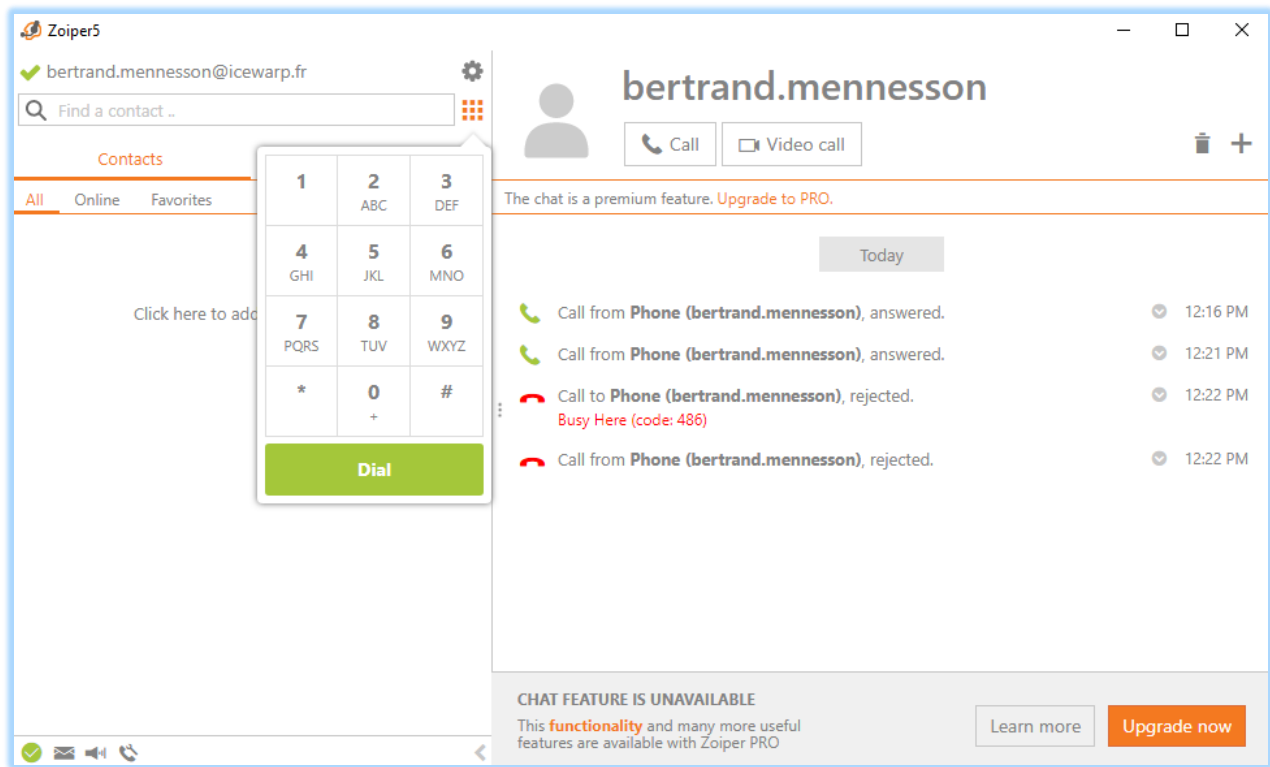 Zoiper5
bertrand.mennesson@icewarp.fr
Find a contact ..
Contacts
All Online Favorites
Click here to add
1
2 ABC
3 DEF
4 GHI
5 JKL
6 MNO
7 PQRS
8 TUV
9 WXYZ
*
0 +
#
Dial
bertrand.mennesson
Call
Video call
The chat is a premium feature. Upgrade to PRO.
Today
Call from Phone (bertrand.mennesson), answered. 12:16 PM
Call from Phone (bertrand.mennesson), answered. 12:21 PM
Call to Phone (bertrand.mennesson), rejected. 12:22 PM
Busy Here (code: 486)
Call from Phone (bertrand.mennesson), rejected. 12:22 PM
CHAT FEATURE IS UNAVAILABLE
This functionality and many more useful
features are available with Zoiper PRO
Learn more
Upgrade now